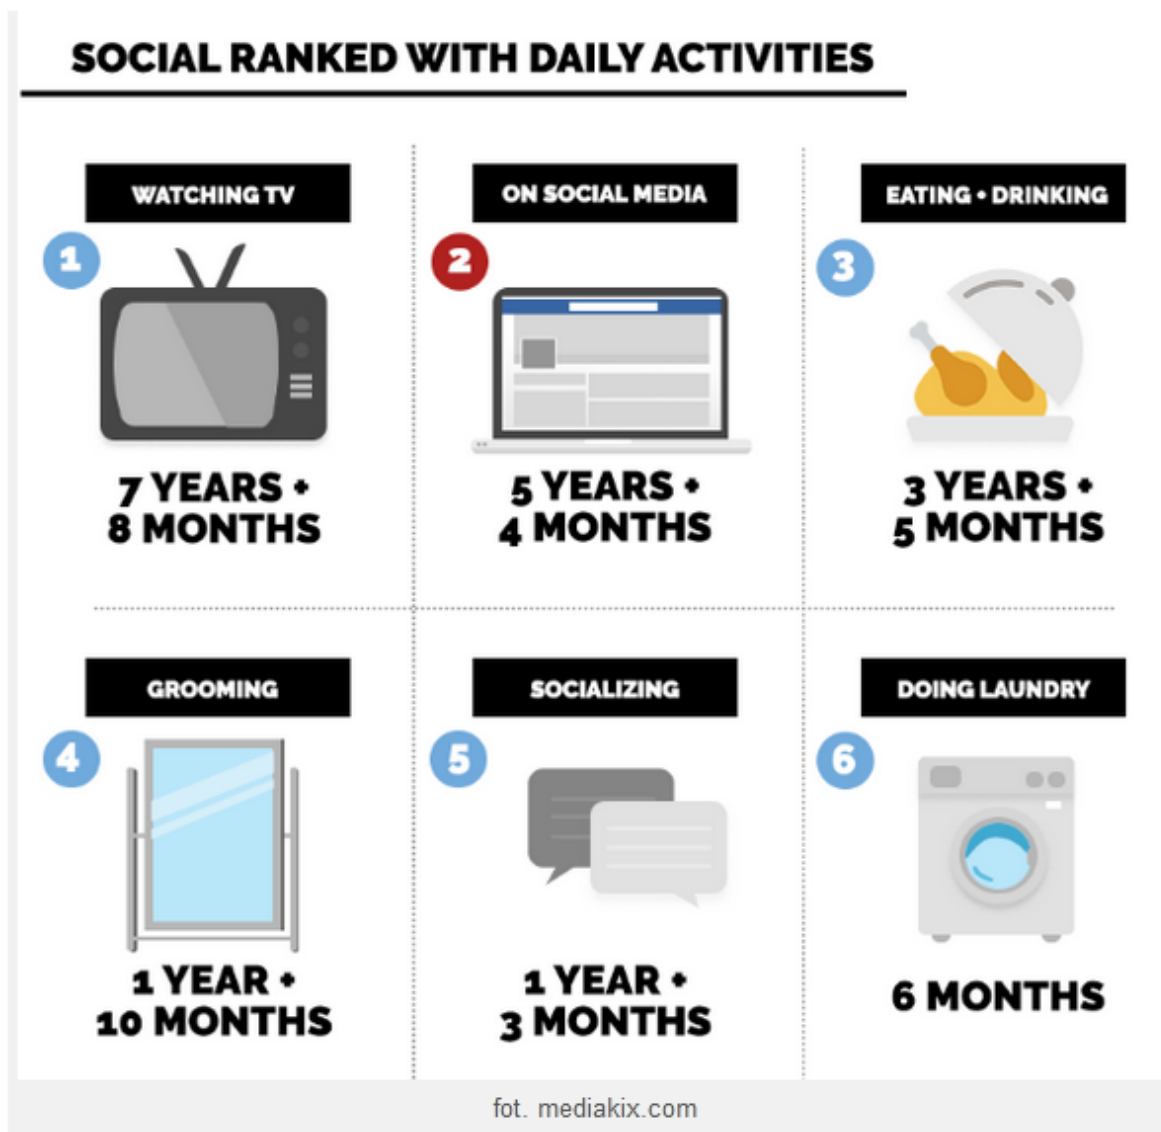 SOCIAL RANKED WITH DAILY ACTIVITIES
WATCHING TV
1
7 YEARS +
8 MONTHS
ON SOCIAL MEDIA
2
5 YEARS +
4 MONTHS
EATING + DRINKING
3
3 YEARS +
5 MONTHS
GROOMING
4
1 YEAR +
10 MONTHS
SOCIALIZING
5
1 YEAR +
3 MONTHS
DOING LAUNDRY
6
6 MONTHS
fot. mediakix.com